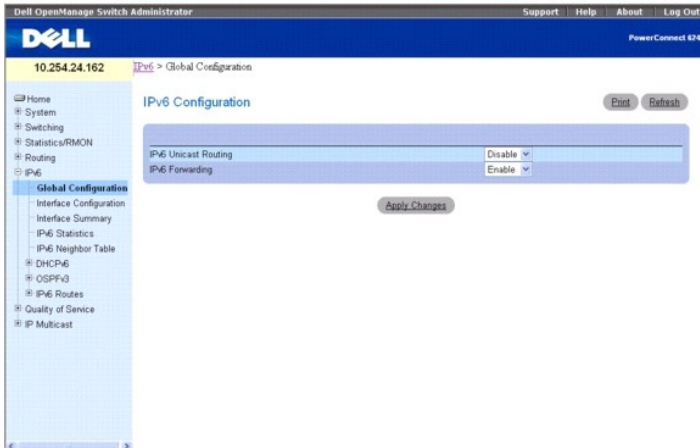 Dell OpenManage Switch Administrator Support Help About Log Out
DELL
PowerConnect 624
10.254.24.162
IPv6 > Global Configuration
Home
System
Switching
Statistics/RMON
Routing
IPv6
Global Configuration
Interface Configuration
Interface Summary
IPv6 Statistics
IPv6 Neighbor Table
DHCPv6
OSPFv3
IPv6 Routes
Quality of Service
IP Multicast
IPv6 Configuration
Print Refresh
IPv6 Unicast Routing Disable
IPv6 Forwarding Enable
Apply Changes